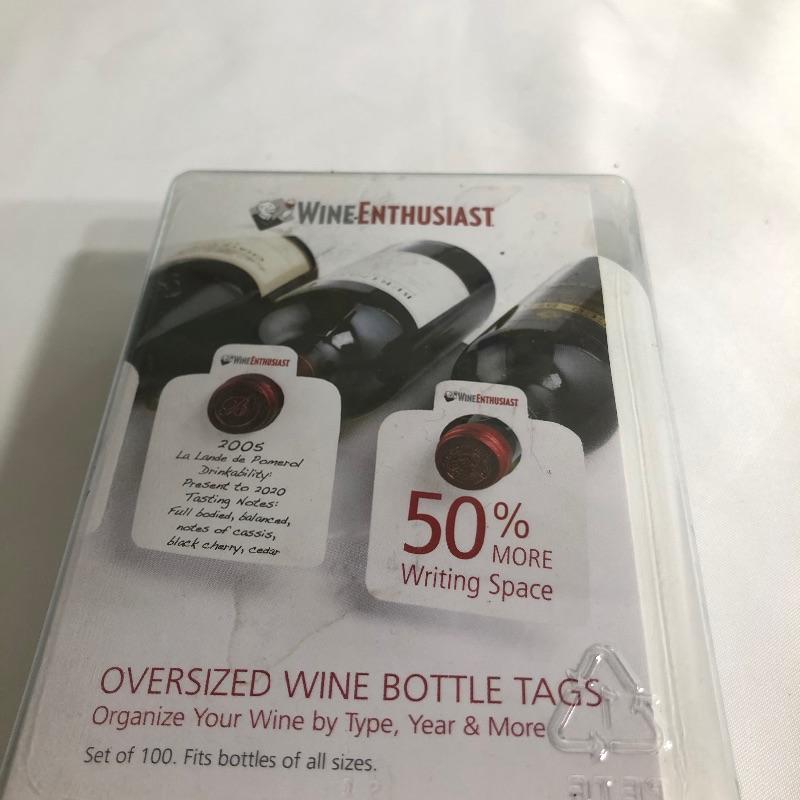 WINE ENTHUSIAST
WINE ENTHUSIAST
2005
La Lande de Pomerol
Drinkability:
Present to 2020
Tasting Notes:
Full bodied, balanced,
notes of cassis,
black cherry, cedar
WINE ENTHUSIAST
50% MORE
Writing Space
OVERSIZED WINE BOTTLE TAGS
Organize Your Wine by Type, Year & More
Set of 100. Fits bottles of all sizes.